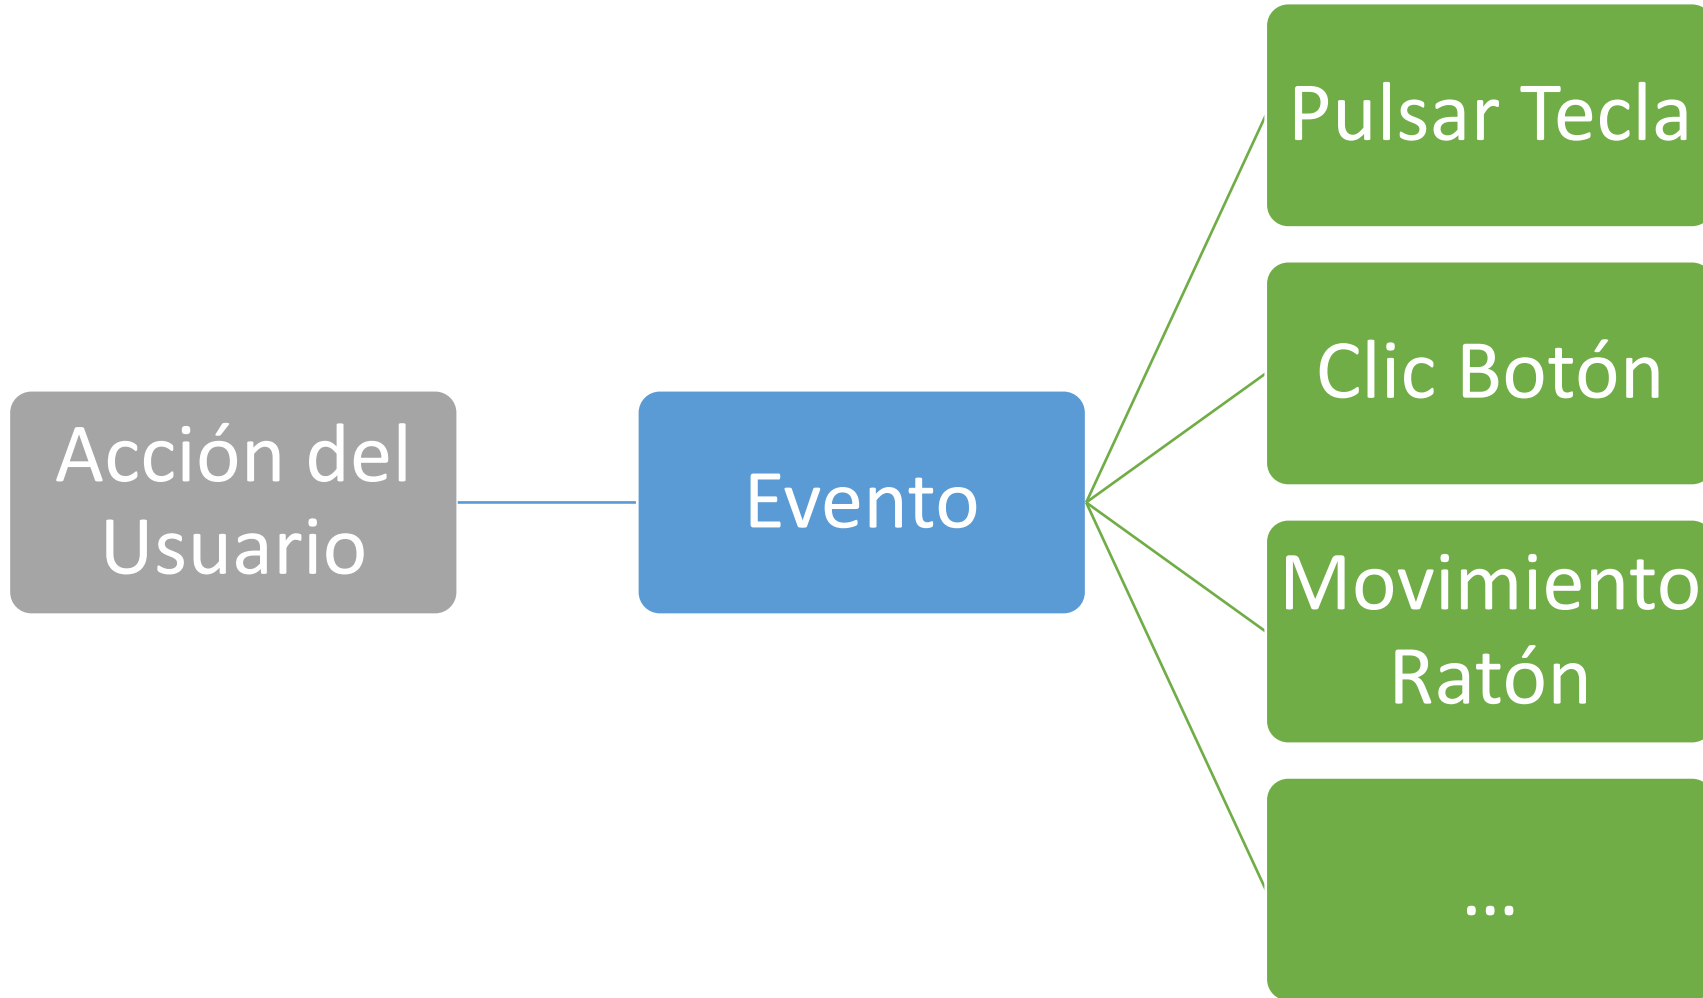 Pulsar Tecla
Clic Botón
Acción del
Usuario
Evento
Movimiento
Ratón
...